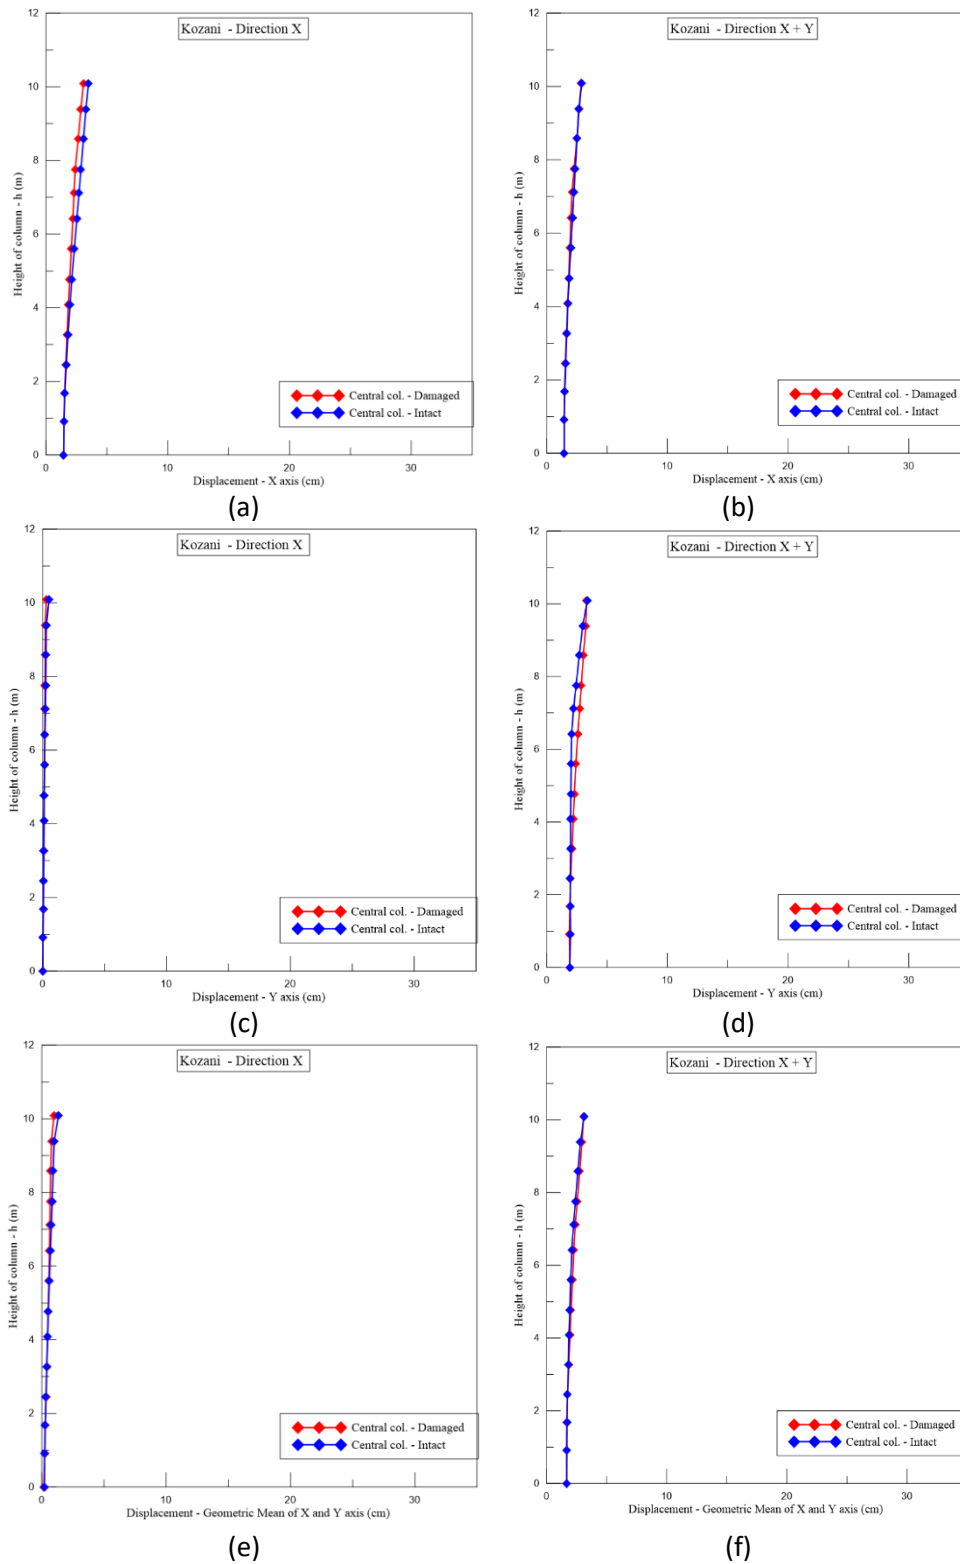 Kozani - Direction X
12
10
8
6
4
2
0
Height of column - h (m)
Central col. - Damaged
Central col. - Intact
0 10 20 30
Displacement - X axis (cm)
(a)
Kozani - Direction X + Y
12
10
8
6
4
2
0
Height of column - h (m)
Central col. - Damaged
Central col. - Intact
0 10 20 30
Displacement - X axis (cm)
(b)
Kozani - Direction X
12
10
8
6
4
2
0
Height of column - h (m)
Central col. - Damaged
Central col. - Intact
0 10 20 30
Displacement - Y axis (cm)
(c)
Kozani - Direction X + Y
12
10
8
6
4
2
0
Height of column - h (m)
Central col. - Damaged
Central col. - Intact
0 10 20 30
Displacement - Y axis (cm)
(d)
Kozani - Direction X
12
10
8
6
4
2
0
Height of column - h (m)
Central col. - Damaged
Central col. - Intact
0 10 20 30
Displacement - Geometric Mean of X and Y axis (cm)
(e)
Kozani - Direction X + Y
12
10
8
6
4
2
0
Height of column - h (m)
Central col. - Damaged
Central col. - Intact
0 10 20 30
Displacement - Geometric Mean of X and Y axis (cm)
(f)